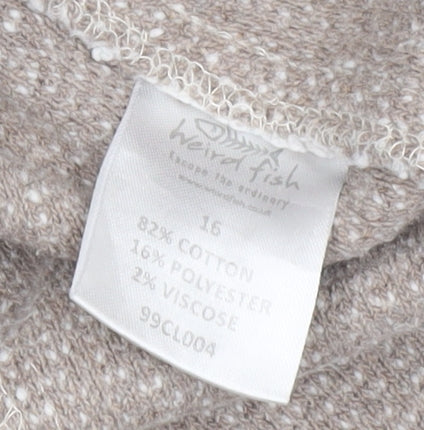 weird fish
Escape the ordinary
www.weirdfish.co.uk
16
82% COTTON
16% POLYESTER
2% VISCOSE
99CL004